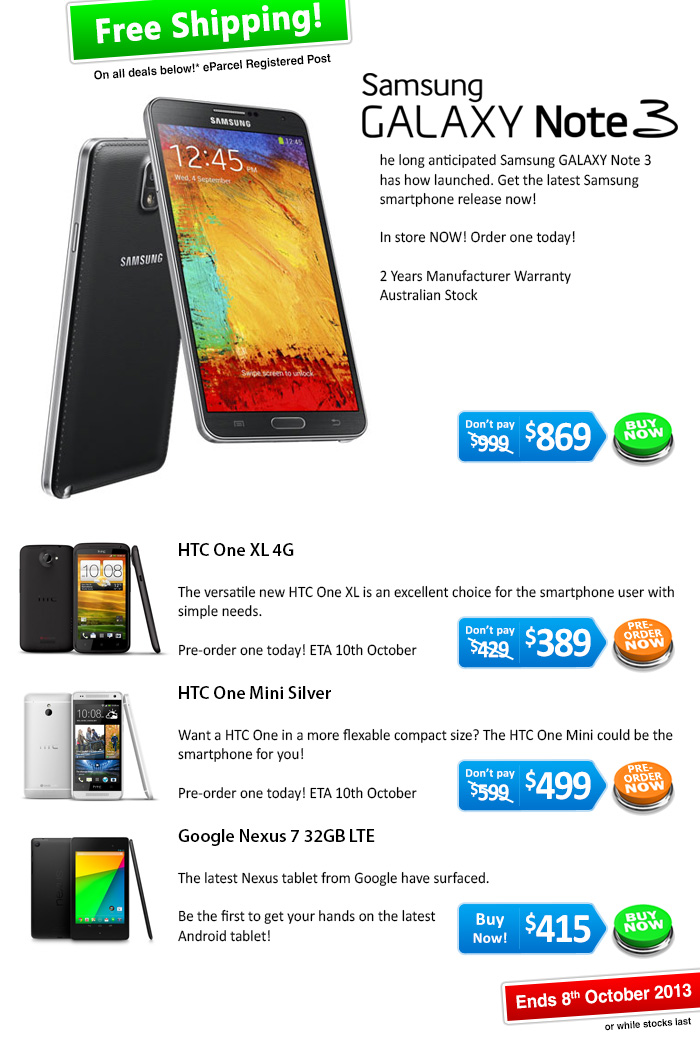 Free Shipping!
On all deals below!* eParcel Registered Post
Samsung
GALAXY Note 3
he long anticipated Samsung GALAXY Note 3
has how launched. Get the latest Samsung
smartphone release now!
In store NOW! Order one today!
2 Years Manufacturer Warranty
Australian Stock
SAMSUNG
12:45
12:45 PM
Wed, 4 September
SAMSUNG
Swipe screen to unlock
Don't pay
$999
$869
BUY
NOW
HTC One XL 4G
The versatile new HTC One XL is an excellent choice for the smartphone user with
simple needs.
Pre-order one today! ETA 10th October
10:08
Don't pay
$429
$389
PRE-
ORDER
NOW
HTC One Mini Silver
Want a HTC One in a more flexable compact size? The HTC One Mini could be the
smartphone for you!
Pre-order one today! ETA 10th October
10:08
Don't pay
$599
$499
PRE-
ORDER
NOW
Google Nexus 7 32GB LTE
The latest Nexus tablet from Google have surfaced.
Be the first to get your hands on the latest
Android tablet!
Buy
Now!
$415
BUY
NOW
Ends 8th October 2013
or while stocks last